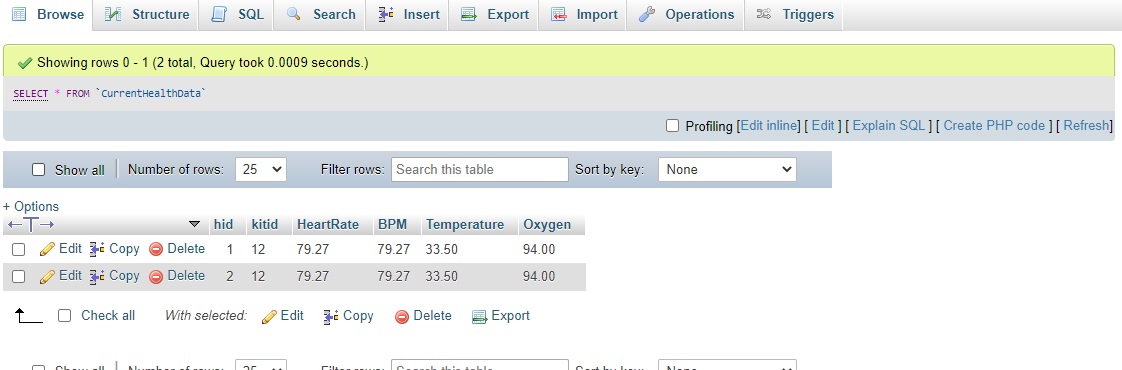 Browse Structure SQL Search Insert Export Import Operations Triggers
Showing rows 0 - 1 (2 total, Query took 0.0009 seconds.)
SELECT * FROM `CurrentHealthData`
Profiling [Edit inline] [ Edit ] [ Explain SQL ] [ Create PHP code ] [ Refresh]
Show all Number of rows: 25 Filter rows: Search this table Sort by key: None
+ Options
←T→ hid kitid HeartRate BPM Temperature Oxygen
Edit Copy Delete 1 12 79.27 79.27 33.50 94.00
Edit Copy Delete 2 12 79.27 79.27 33.50 94.00
Check all With selected: Edit Copy Delete Export
Show all Number of rows: 25 Filter rows: Search this table Sort by key: None